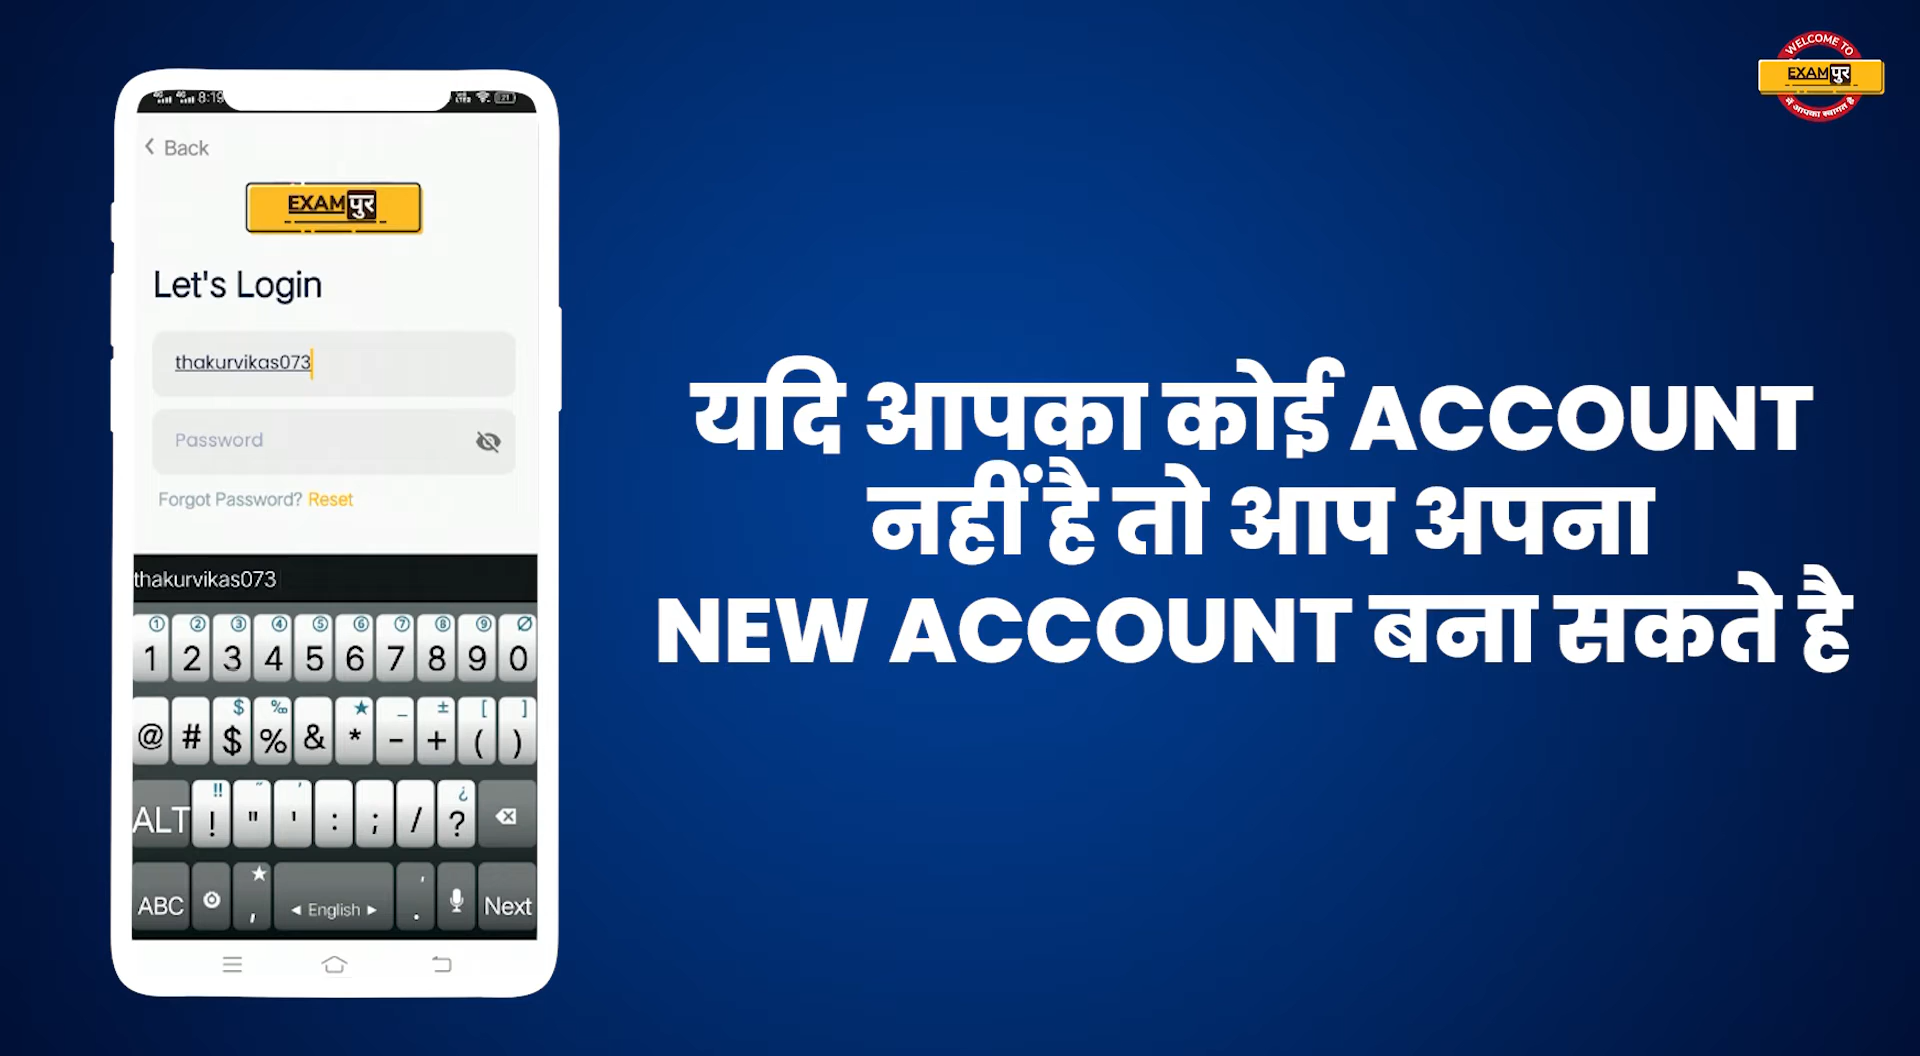 8:19
Back
EXAMपुर
Let's Login
thakurvikas073
Password
Forgot Password? Reset
thakurvikas073
1 2 3 4 5 6 7 8 9 0
@ # $ % & * - + ( )
ALT ! " ' : ; / ?
ABC , English . Next
WELCOME TO
EXAMपुर
में आपका स्वागत है
यदि आपका कोई ACCOUNT
नहीं है तो आप अपना
NEW ACCOUNT बना सकते है